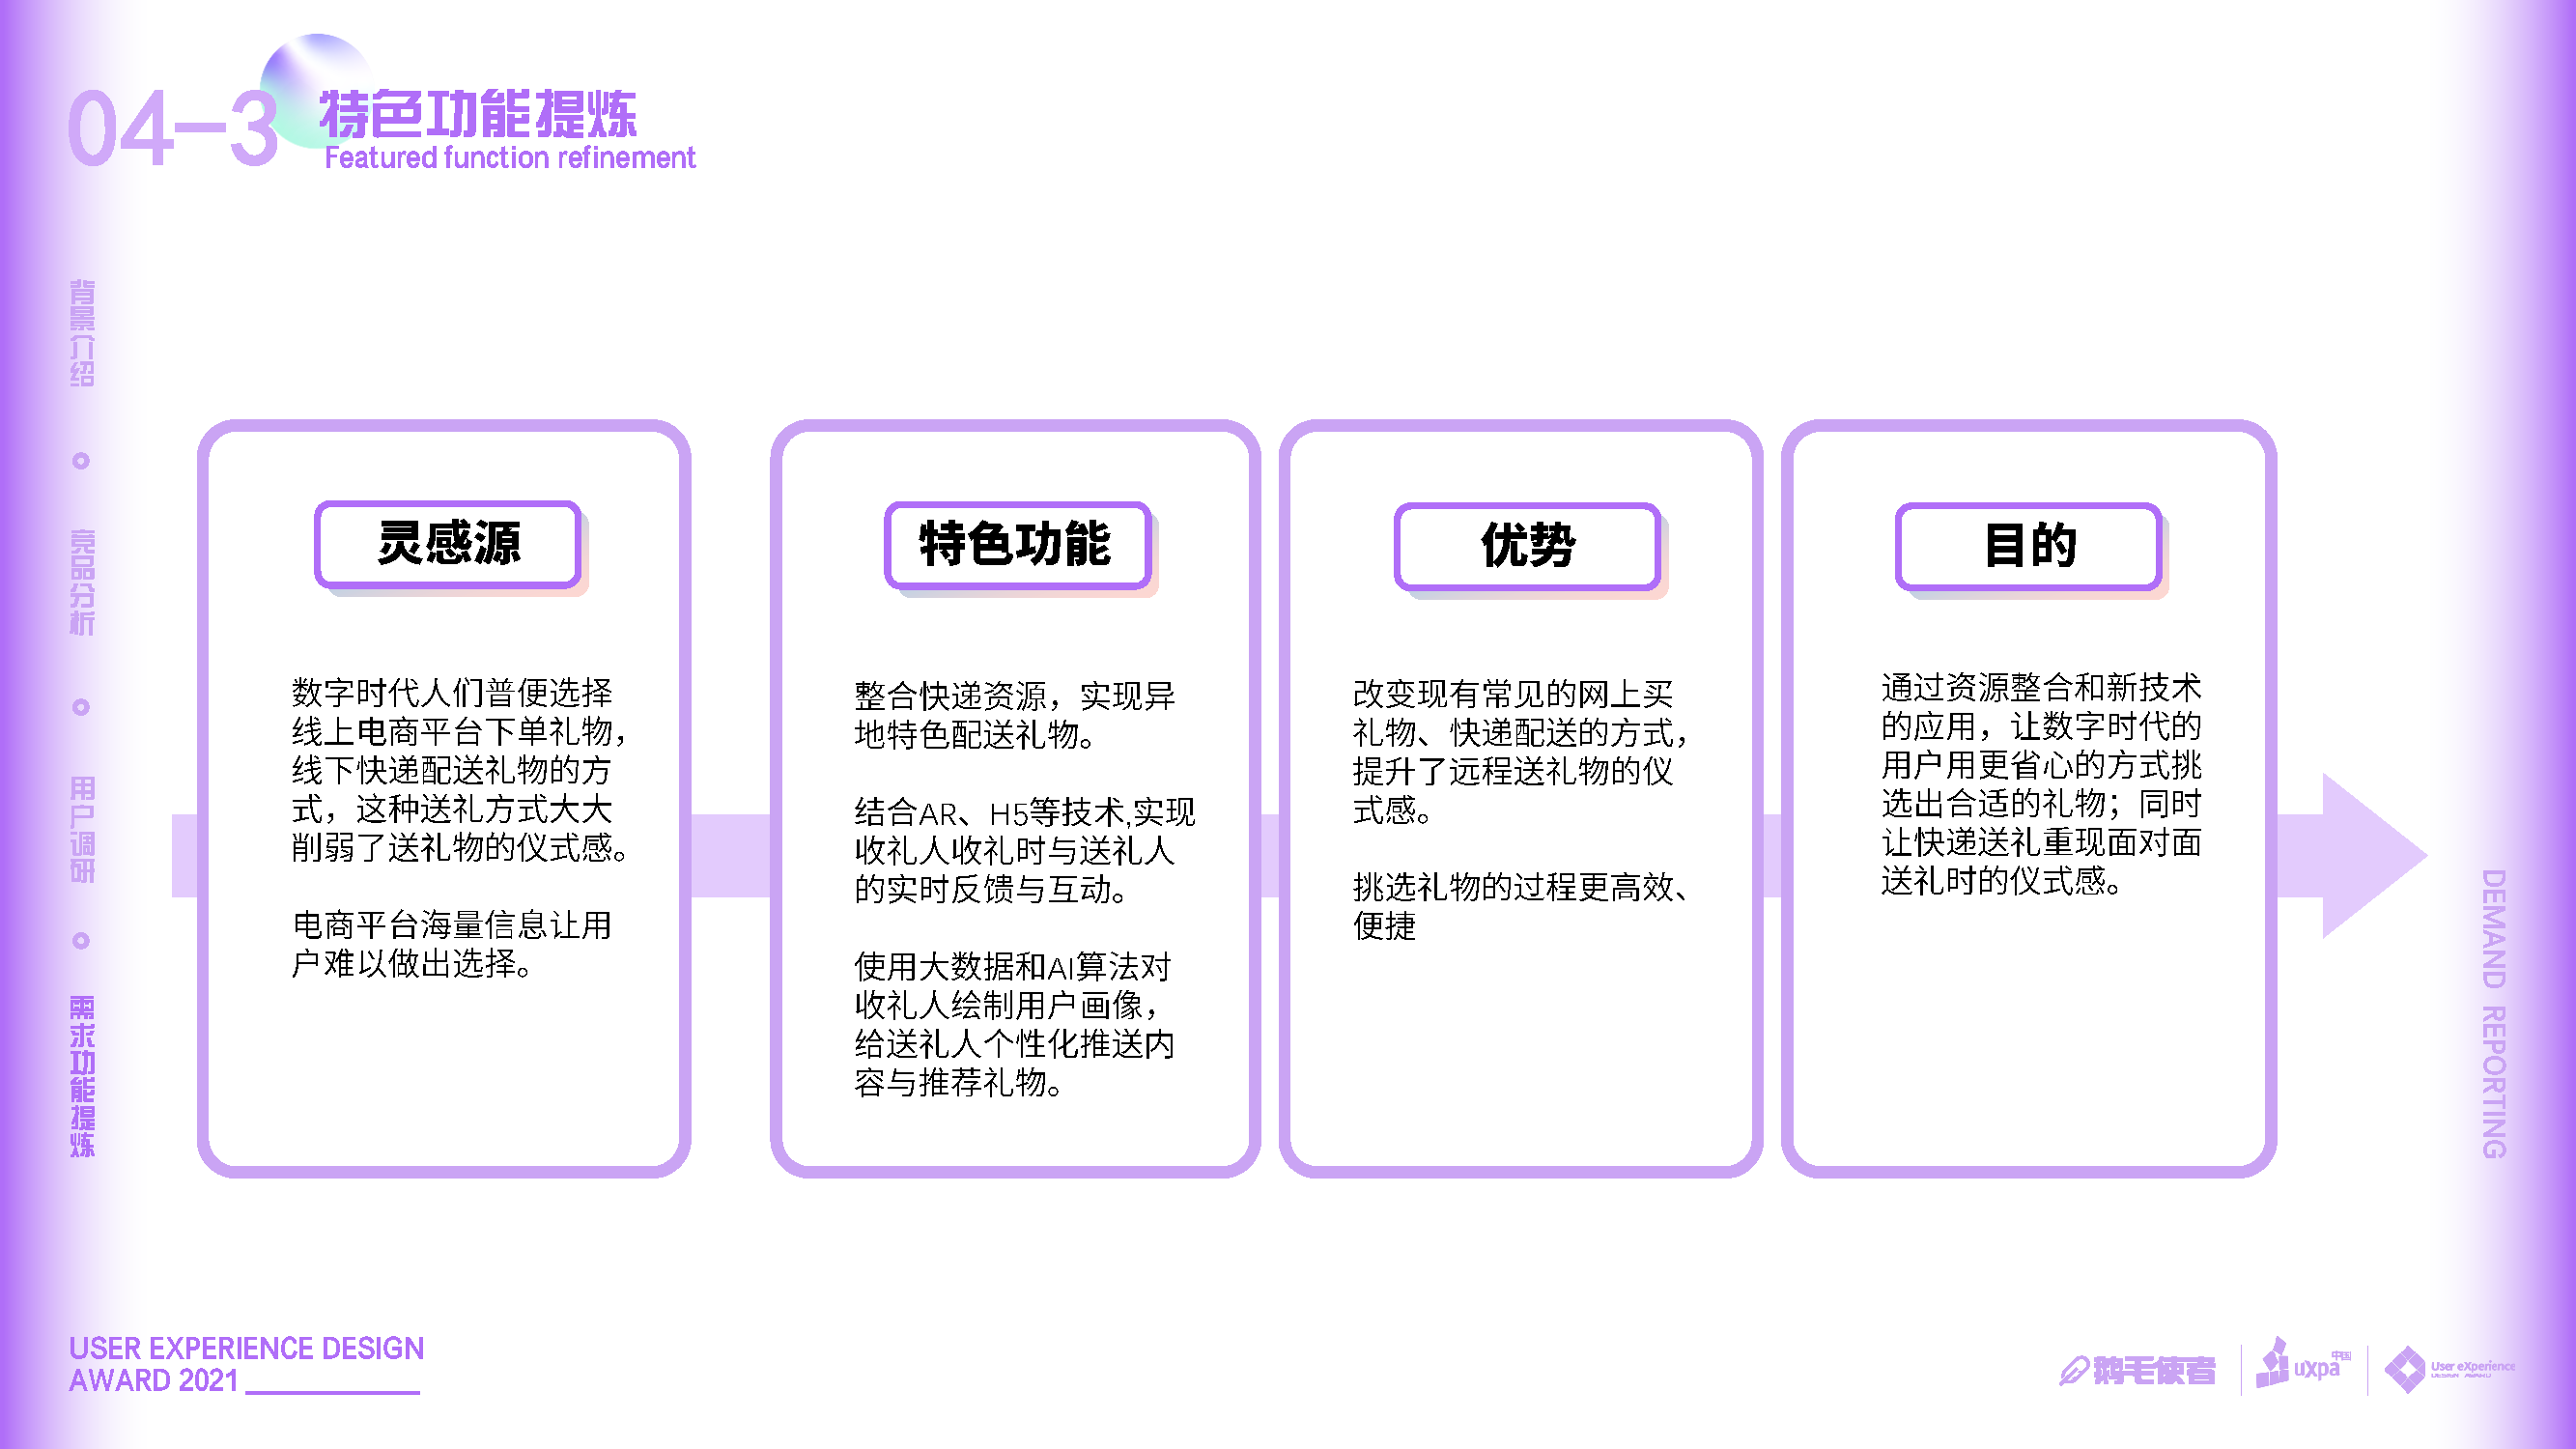 04-3
特色功能提炼
Featured function refinement
背景介绍
竞品分析
用户调研
需求功能提炼
灵感源
数字时代人们普便选择
线上电商平台下单礼物，
线下快递配送礼物的方
式，这种送礼方式大大
削弱了送礼物的仪式感。
电商平台海量信息让用
户难以做出选择。
特色功能
整合快递资源，实现异
地特色配送礼物。
结合AR、H5等技术,实现
收礼人收礼时与送礼人
的实时反馈与互动。
使用大数据和AI算法对
收礼人绘制用户画像，
给送礼人个性化推送内
容与推荐礼物。
优势
改变现有常见的网上买
礼物、快递配送的方式，
提升了远程送礼物的仪
式感。
挑选礼物的过程更高效、
便捷
目的
通过资源整合和新技术
的应用，让数字时代的
用户用更省心的方式挑
选出合适的礼物；同时
让快递送礼重现面对面
送礼时的仪式感。
DEMAND REPORTING
USER EXPERIENCE DESIGN
AWARD 2021
鹅毛使者
uxpa中国
User eXperience